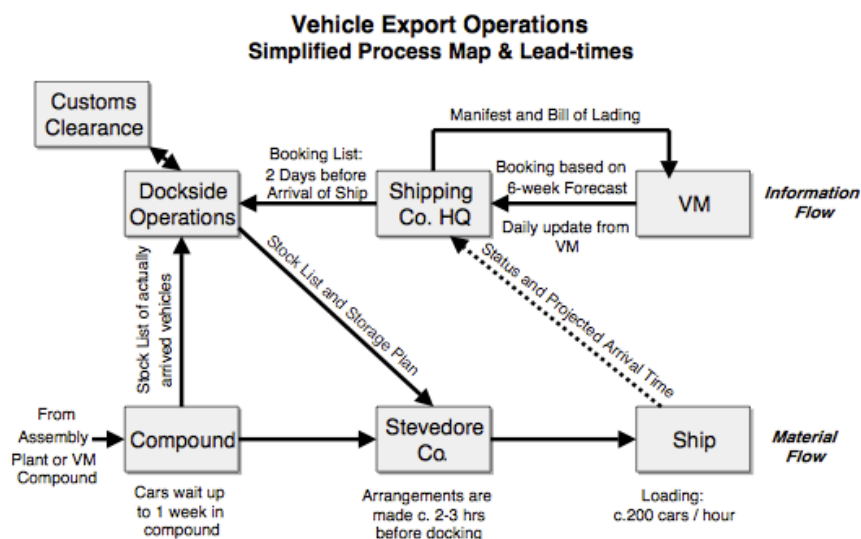 Vehicle Export Operations
Simplified Process Map & Lead-times
Customs
Clearance
Manifest and Bill of Lading
Booking List:
2 Days before
Arrival of Ship
Booking based on
6-week Forecast
Dockside
Operations
Shipping
Co. HQ
VM
Information
Flow
Daily update from
VM
Stock List of actually
arrived vehicles
Stock List and Storage Plan
Status and Projected Arrival Time
From
Assembly
Plant or VM
Compound
Compound
Stevedore
Co.
Ship
Material
Flow
Cars wait up
to 1 week in
compound
Arrangements are
made c. 2-3 hrs
before docking
Loading:
c.200 cars / hour